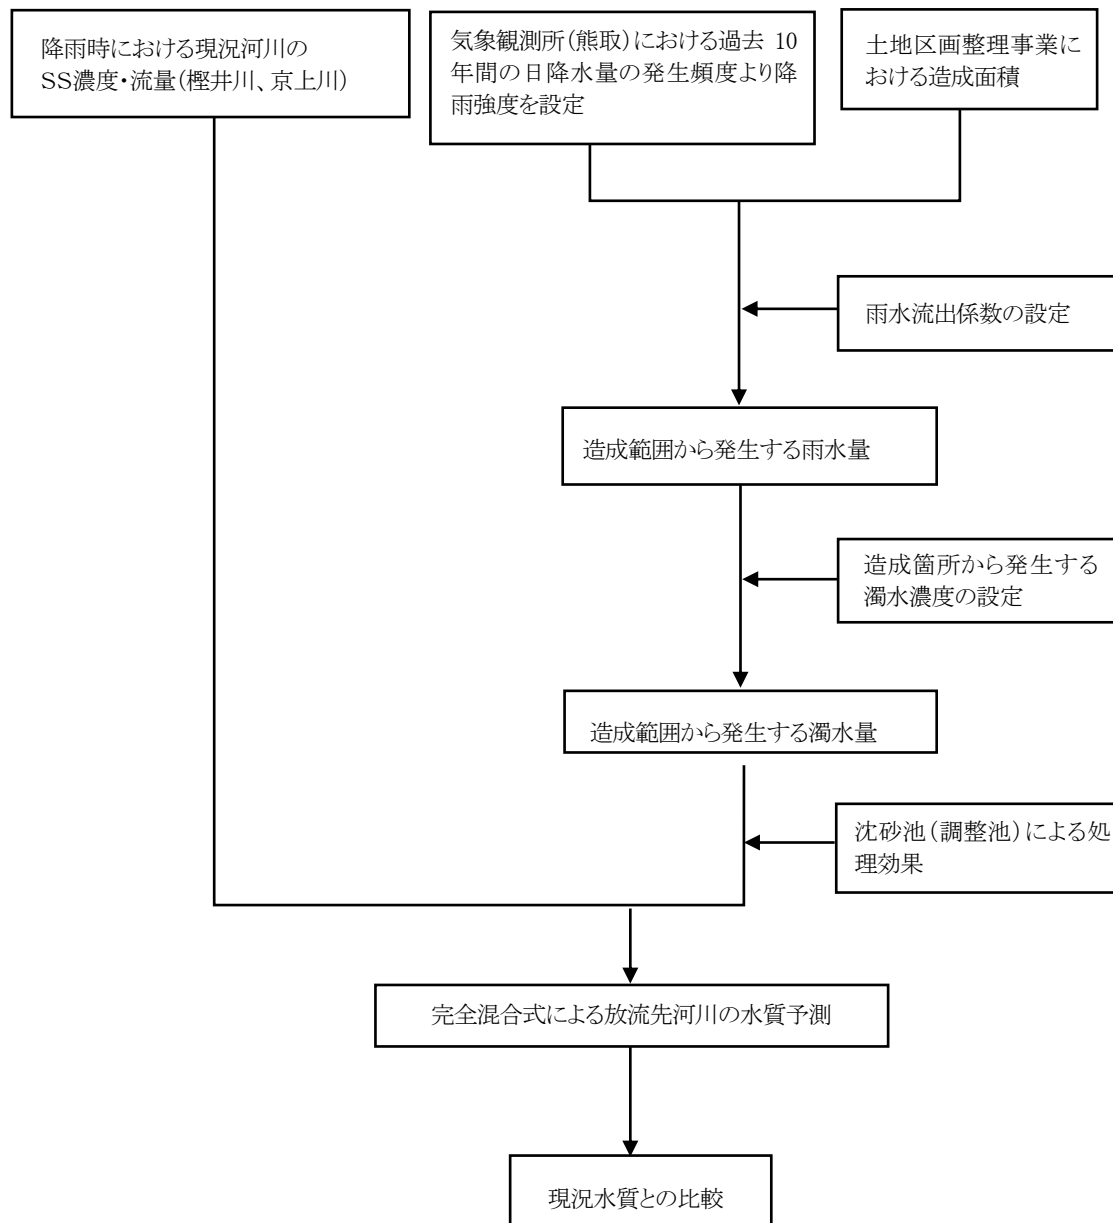 降雨時における現況河川の
SS濃度・流量（樫井川、京上川）
気象観測所（熊取）における過去 10
年間の日降水量の発生頻度より降
雨強度を設定
土地区画整理事業に
おける造成面積
雨水流出係数の設定
造成範囲から発生する雨水量
造成箇所から発生する
濁水濃度の設定
造成範囲から発生する濁水量
沈砂池（調整池）による処
理効果
完全混合式による放流先河川の水質予測
現況水質との比較